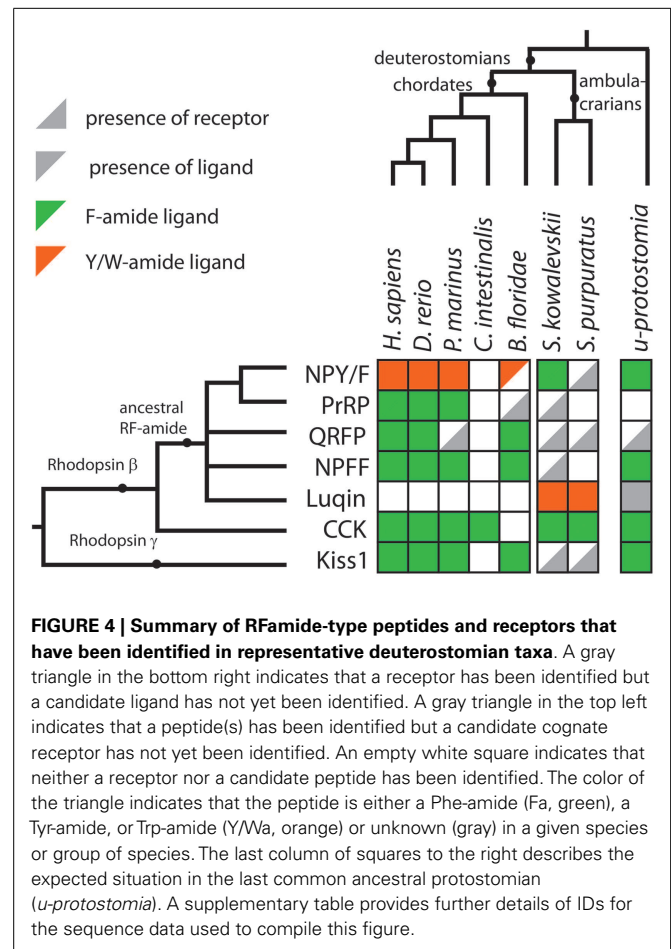 deuterostomians
chordates
ambula-
crarians
presence of receptor
presence of ligand
F-amide ligand
Y/W-amide ligand
H. sapiens
D. rerio
P. marinus
C. intestinalis
B. floridae
S. kowalevskii
S. purpuratus
u-protostomia
NPY/F
PrRP
QRFP
NPFF
Luqin
CCK
Kiss1
ancestral
RF-amide
Rhodopsin β
Rhodopsin γ
FIGURE 4 | Summary of RFamide-type peptides and receptors that
have been identified in representative deuterostomian taxa. A gray
triangle in the bottom right indicates that a receptor has been identified but
a candidate ligand has not yet been identified. A gray triangle in the top left
indicates that a peptide(s) has been identified but a candidate cognate
receptor has not yet been identified. An empty white square indicates that
neither a receptor nor a candidate peptide has been identified. The color of
the triangle indicates that the peptide is either a Phe-amide (Fa, green), a
Tyr-amide, or Trp-amide (Y/Wa, orange) or unknown (gray) in a given species
or group of species. The last column of squares to the right describes the
expected situation in the last common ancestral protostomian
(u-protostomia). A supplementary table provides further details of IDs for
the sequence data used to compile this figure.